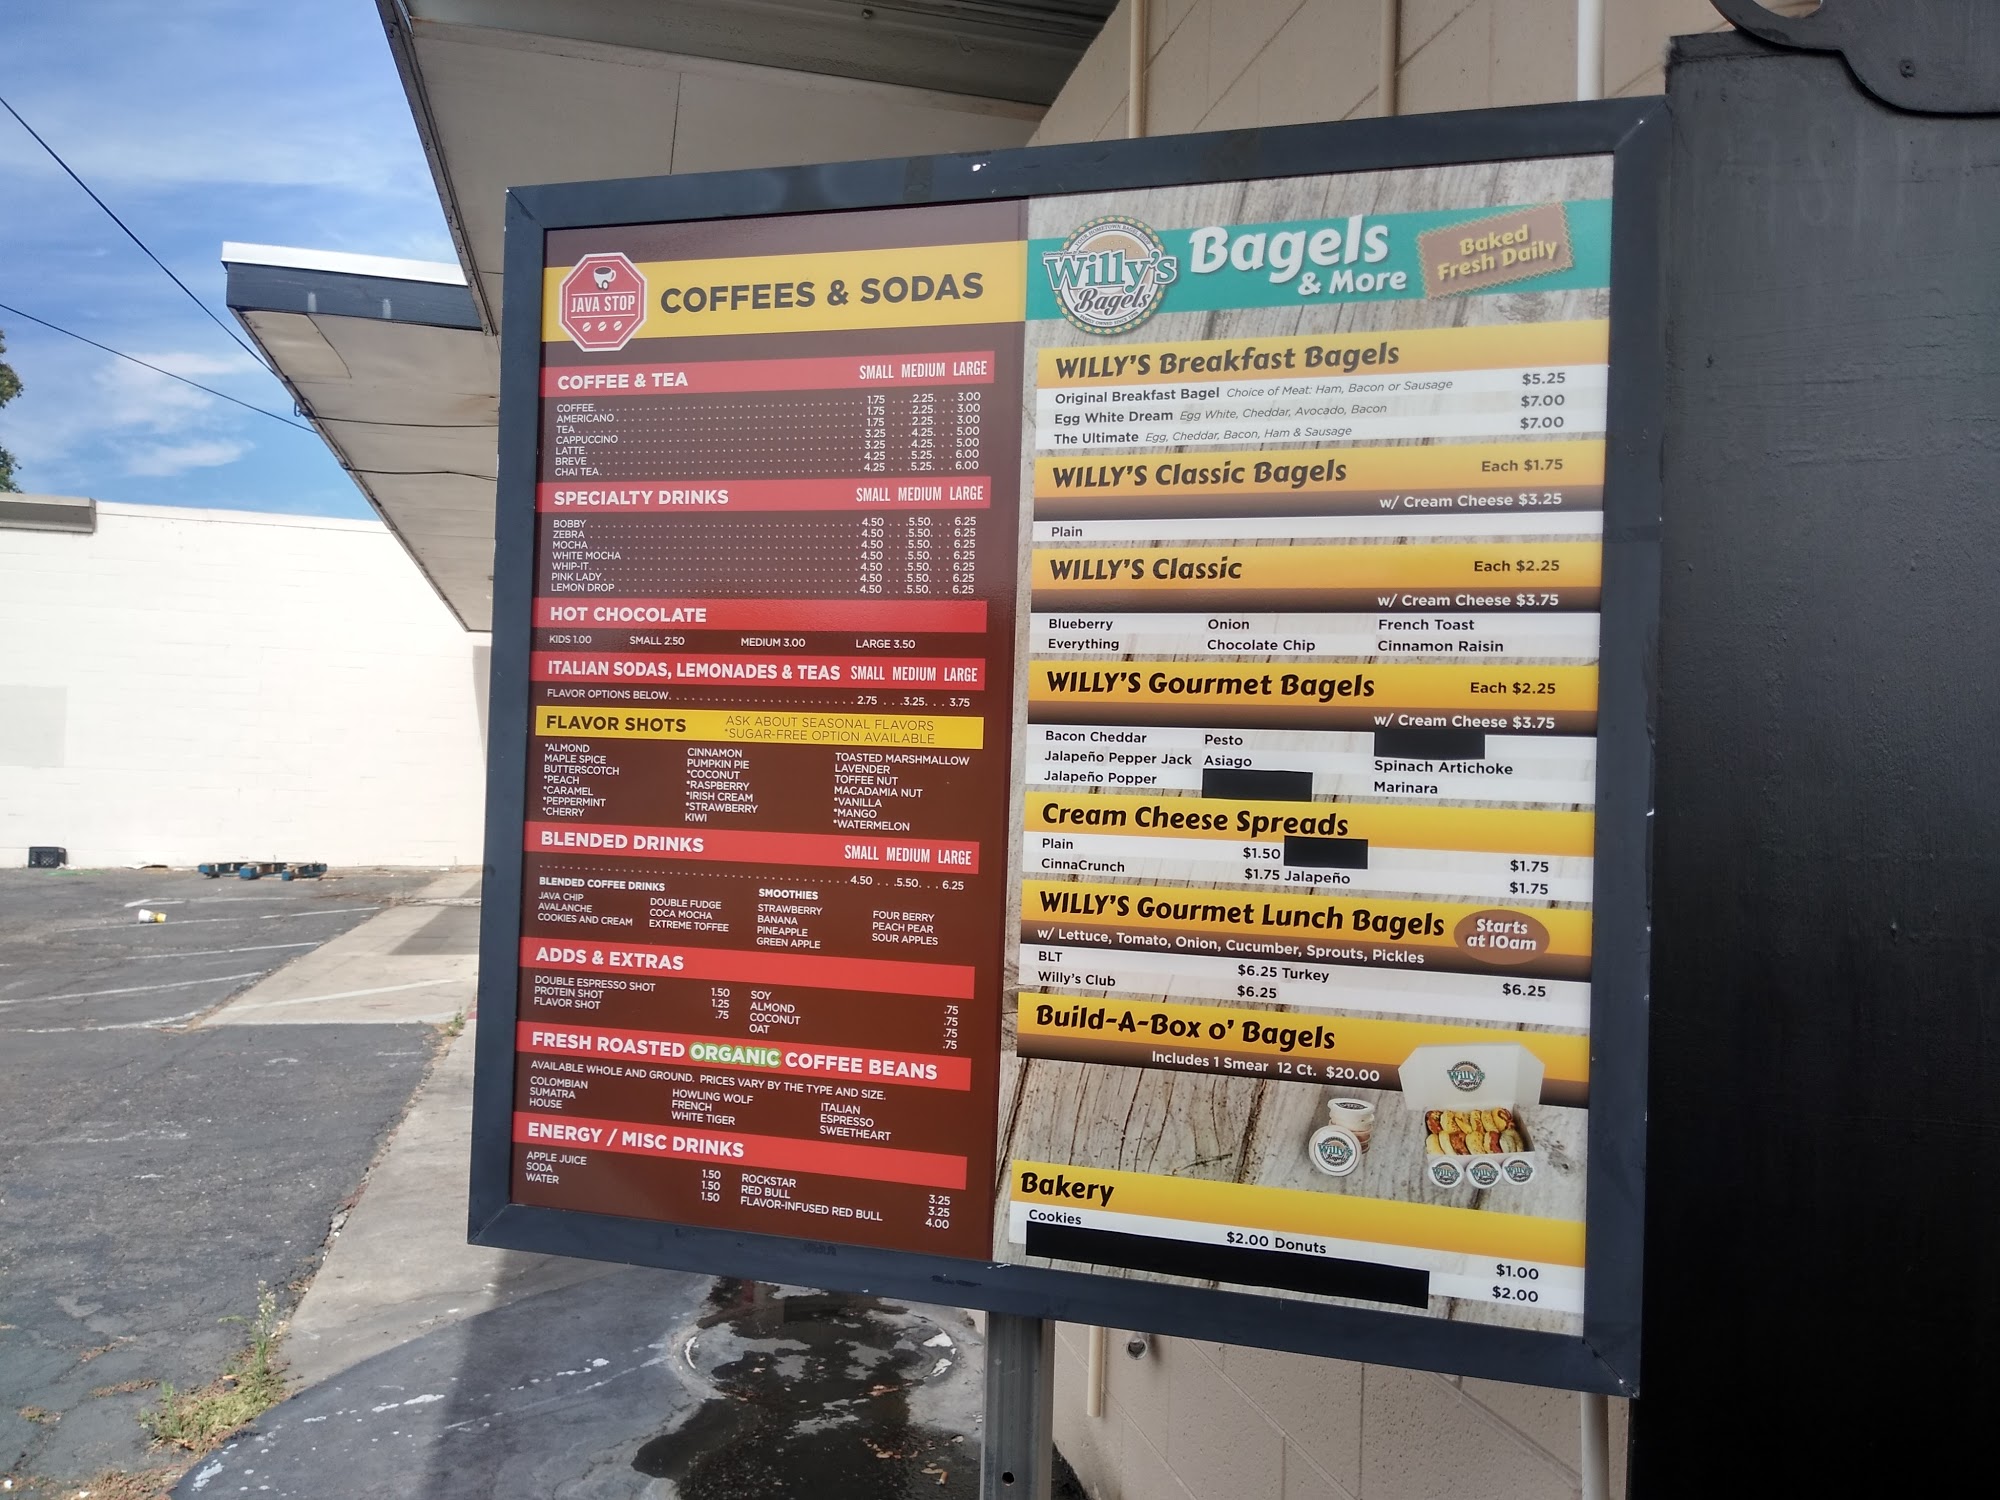 JAVA STOP
COFFEES & SODAS
COFFEE & TEA SMALL MEDIUM LARGE
COFFEE 1.75 2.25 3.00
AMERICANO 1.75 2.25 3.00
TEA 1.75 2.25 3.00
CAPPUCCINO 3.25 4.25 5.00
LATTE 3.25 4.25 5.00
BREVE 4.25 5.25 6.00
CHAI TEA 4.25 5.25 6.00
SPECIALTY DRINKS SMALL MEDIUM LARGE
BOBBY 4.50 5.50 6.25
ZEBRA 4.50 5.50 6.25
MOCHA 4.50 5.50 6.25
WHITE MOCHA 4.50 5.50 6.25
WHIP-IT 4.50 5.50 6.25
PINK LADY 4.50 5.50 6.25
LEMON DROP 4.50 5.50 6.25
HOT CHOCOLATE
KIDS 1.00 SMALL 2.50 MEDIUM 3.00 LARGE 3.50
ITALIAN SODAS, LEMONADES & TEAS SMALL MEDIUM LARGE
FLAVOR OPTIONS BELOW 2.75 3.25 3.75
FLAVOR SHOTS
ASK ABOUT SEASONAL FLAVORS
*SUGAR-FREE OPTION AVAILABLE
*ALMOND
MAPLE SPICE
BUTTERSCOTCH
*PEACH
*CARAMEL
*PEPPERMINT
*CHERRY
CINNAMON
PUMPKIN PIE
*COCONUT
*RASPBERRY
*IRISH CREAM
*STRAWBERRY
KIWI
TOASTED MARSHMALLOW
LAVENDER
TOFFEE NUT
MACADAMIA NUT
*VANILLA
*MANGO
*WATERMELON
BLENDED DRINKS SMALL MEDIUM LARGE
4.50 5.50 6.25
BLENDED COFFEE DRINKS
JAVA CHIP
AVALANCHE
COOKIES AND CREAM
DOUBLE FUDGE
COCA MOCHA
EXTREME TOFFEE
SMOOTHIES
STRAWBERRY
BANANA
PINEAPPLE
GREEN APPLE
FOUR BERRY
PEACH PEAR
SOUR APPLES
ADDS & EXTRAS
DOUBLE ESPRESSO SHOT 1.50
PROTEIN SHOT 1.25
FLAVOR SHOT .75
SOY .75
ALMOND .75
COCONUT .75
OAT .75
FRESH ROASTED ORGANIC COFFEE BEANS
AVAILABLE WHOLE AND GROUND. PRICES VARY BY THE TYPE AND SIZE.
COLOMBIAN
SUMATRA
HOUSE
HOWLING WOLF
FRENCH
WHITE TIGER
ITALIAN
ESPRESSO
SWEETHEART
ENERGY / MISC DRINKS
APPLE JUICE 1.50
SODA 1.50
WATER 1.50
ROCKSTAR 3.25
RED BULL 3.25
FLAVOR-INFUSED RED BULL 4.00
YOUR HOMETOWN BAGEL SHOP
Willy's
Bagels
Bagels
& More
Baked
Fresh Daily
WILLY'S Breakfast Bagels
Original Breakfast Bagel Choice of Meat: Ham, Bacon or Sausage $5.25
Egg White Dream Egg White, Cheddar, Avocado, Bacon $7.00
The Ultimate Egg, Cheddar, Bacon, Ham & Sausage $7.00
WILLY'S Classic Bagels Each $1.75
w/ Cream Cheese $3.25
Plain
WILLY'S Classic Each $2.25
w/ Cream Cheese $3.75
Blueberry Onion French Toast
Everything Chocolate Chip Cinnamon Raisin
WILLY'S Gourmet Bagels Each $2.25
w/ Cream Cheese $3.75
Bacon Cheddar Pesto
Jalapeño Pepper Jack Asiago Spinach Artichoke
Jalapeño Popper Marinara
Cream Cheese Spreads
Plain $1.50 $1.75
CinnaCrunch $1.75 Jalapeño $1.75
WILLY'S Gourmet Lunch Bagels
Starts
at 10am
w/ Lettuce, Tomato, Onion, Cucumber, Sprouts, Pickles
BLT $6.25 Turkey $6.25
Willy's Club $6.25
Build-A-Box o' Bagels
Includes 1 Smear 12 Ct. $20.00
Willy's
Willy's
Willy's
Willy's
Willy's
Bakery
Cookies $2.00 Donuts $1.00
$2.00